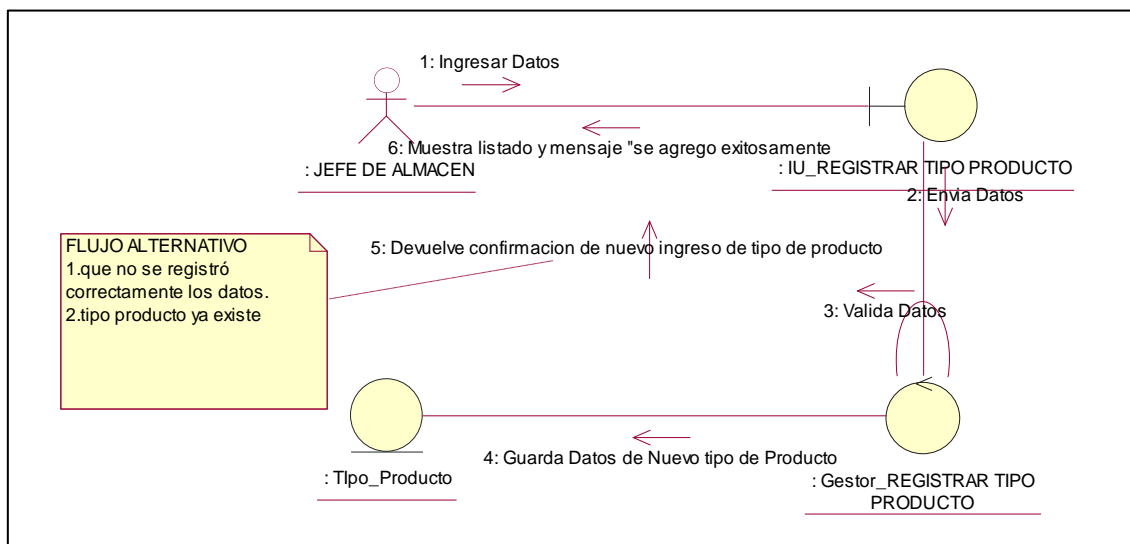 1: Ingresar Datos
6: Muestra listado y mensaje "se agrego exitosamente
: JEFE DE ALMACEN
: IU_REGISTRAR TIPO PRODUCTO
2: Envia Datos
FLUJO ALTERNATIVO
1.que no se registró
correctamente los datos.
2.tipo producto ya existe
5: Devuelve confirmacion de nuevo ingreso de tipo de producto
3: Valida Datos
4: Guarda Datos de Nuevo tipo de Producto
: TIpo_Producto
: Gestor_REGISTRAR TIPO
PRODUCTO